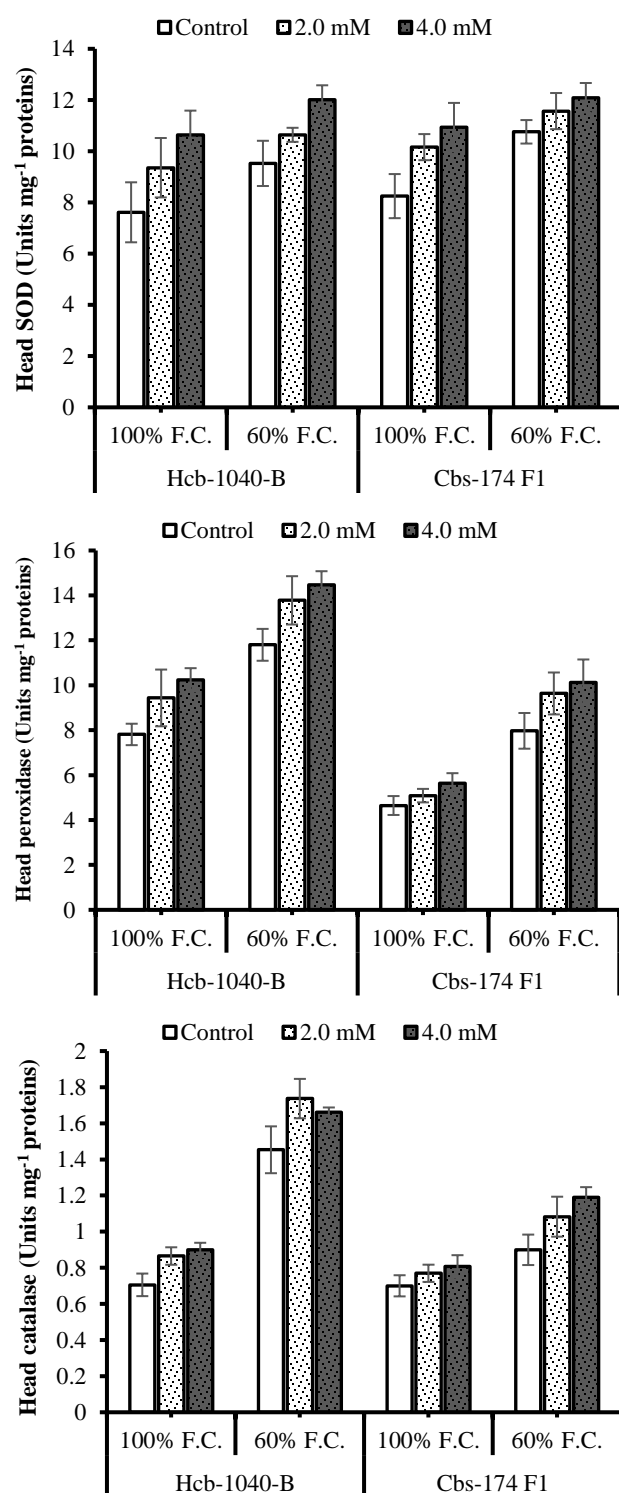 Control 2.0 mM 4.0 mM
Head SOD (Units mg⁻¹ proteins)
14
12
10
8
6
4
2
0
100% F.C. 60% F.C. 100% F.C. 60% F.C.
Hcb-1040-B Cbs-174 F1
Control 2.0 mM 4.0 mM
Head peroxidase (Units mg⁻¹ proteins)
16
14
12
10
8
6
4
2
0
100% F.C. 60% F.C. 100% F.C. 60% F.C.
Hcb-1040-B Cbs-174 F1
Control 2.0 mM 4.0 mM
Head catalase (Units mg⁻¹ proteins)
2
1.8
1.6
1.4
1.2
1
0.8
0.6
0.4
0.2
0
100% F.C. 60% F.C. 100% F.C. 60% F.C.
Hcb-1040-B Cbs-174 F1